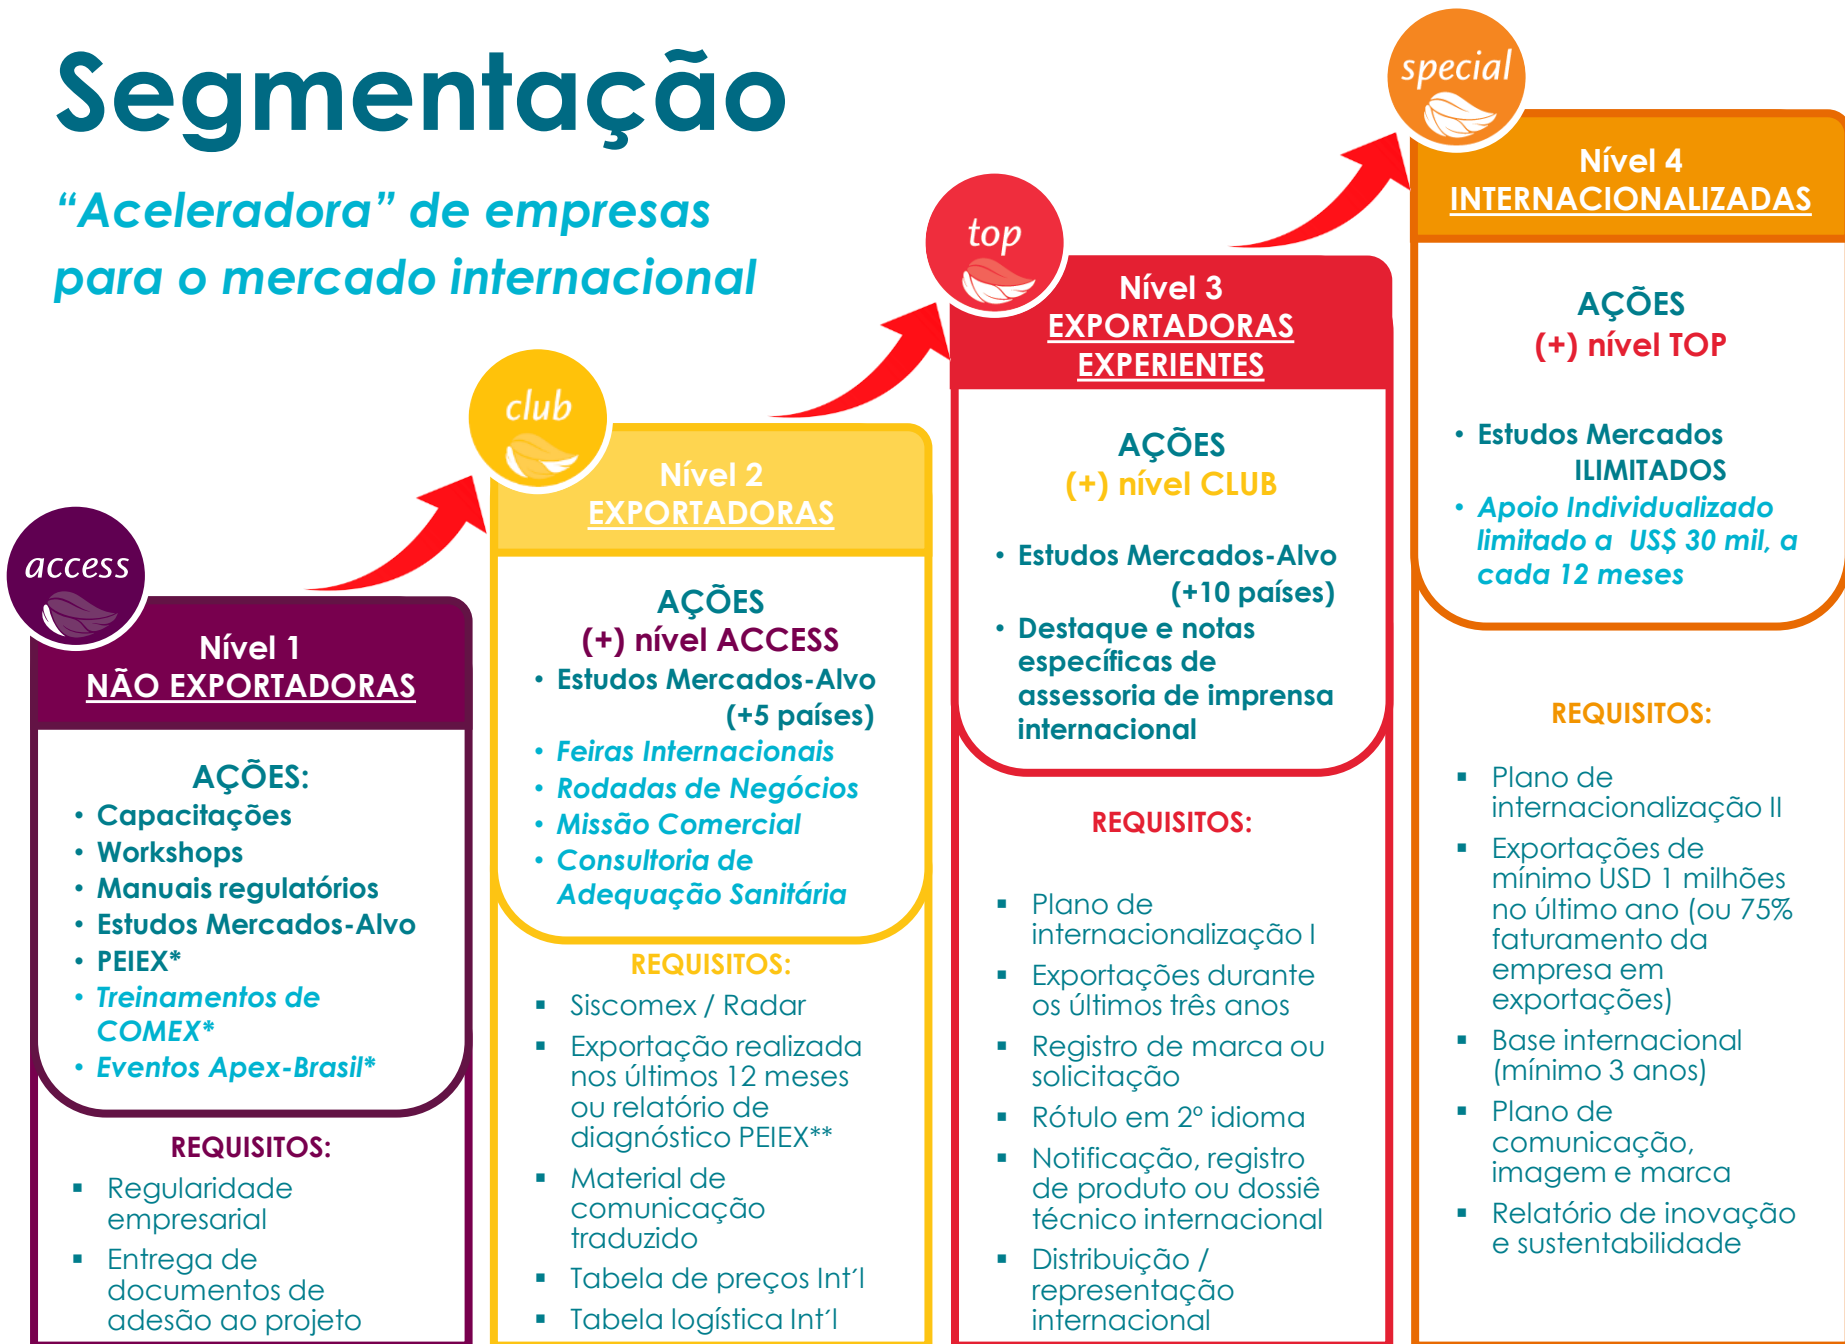 Segmentação
“Aceleradora” de empresas
para o mercado internacional
access
Nível 1
NÃO EXPORTADORAS
AÇÕES:
• Capacitações
• Workshops
• Manuais regulatórios
• Estudos Mercados-Alvo
• PEIEX*
• Treinamentos de
COMEX*
• Eventos Apex-Brasil*
REQUISITOS:
▪ Regularidade
empresarial
▪ Entrega de
documentos de
adesão ao projeto
club
Nível 2
EXPORTADORAS
AÇÕES
(+) nível ACCESS
• Estudos Mercados-Alvo
(+5 países)
• Feiras Internacionais
• Rodadas de Negócios
• Missão Comercial
• Consultoria de
Adequação Sanitária
REQUISITOS:
▪ Siscomex / Radar
▪ Exportação realizada
nos últimos 12 meses
ou relatório de
diagnóstico PEIEX**
▪ Material de
comunicação
traduzido
▪ Tabela de preços Int´l
▪ Tabela logística Int´l
top
Nível 3
EXPORTADORAS
EXPERIENTES
AÇÕES
(+) nível CLUB
• Estudos Mercados-Alvo
(+10 países)
• Destaque e notas
específicas de
assessoria de imprensa
internacional
REQUISITOS:
▪ Plano de
internacionalização I
▪ Exportações durante
os últimos três anos
▪ Registro de marca ou
solicitação
▪ Rótulo em 2º idioma
▪ Notificação, registro
de produto ou dossiê
técnico internacional
▪ Distribuição /
representação
internacional
special
Nível 4
INTERNACIONALIZADAS
AÇÕES
(+) nível TOP
• Estudos Mercados
ILIMITADOS
• Apoio Individualizado
limitado a US$ 30 mil, a
cada 12 meses
REQUISITOS:
▪ Plano de
internacionalização II
▪ Exportações de
mínimo USD 1 milhões
no último ano (ou 75%
faturamento da
empresa em
exportações)
▪ Base internacional
(mínimo 3 anos)
▪ Plano de
comunicação,
imagem e marca
▪ Relatório de inovação
e sustentabilidade